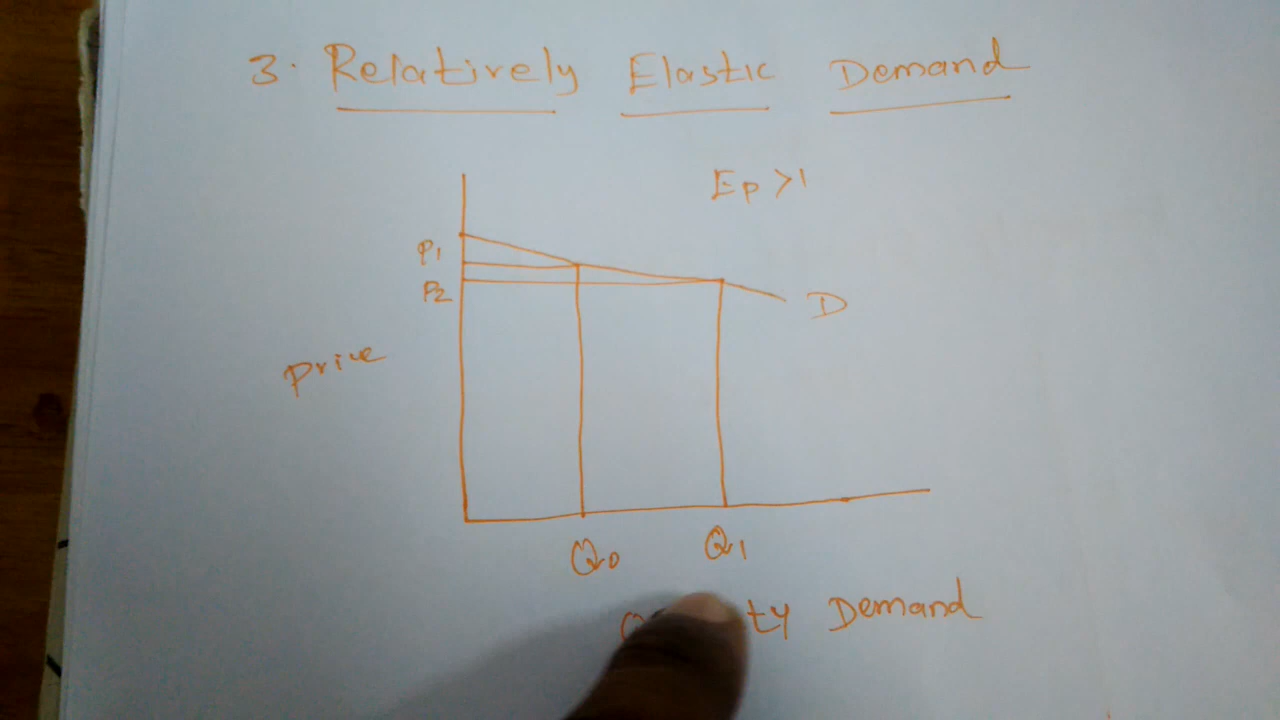 3. Relatively Elastic Demand
Ep >1
P1
P2
D
Price
Q0 Q1
Demand